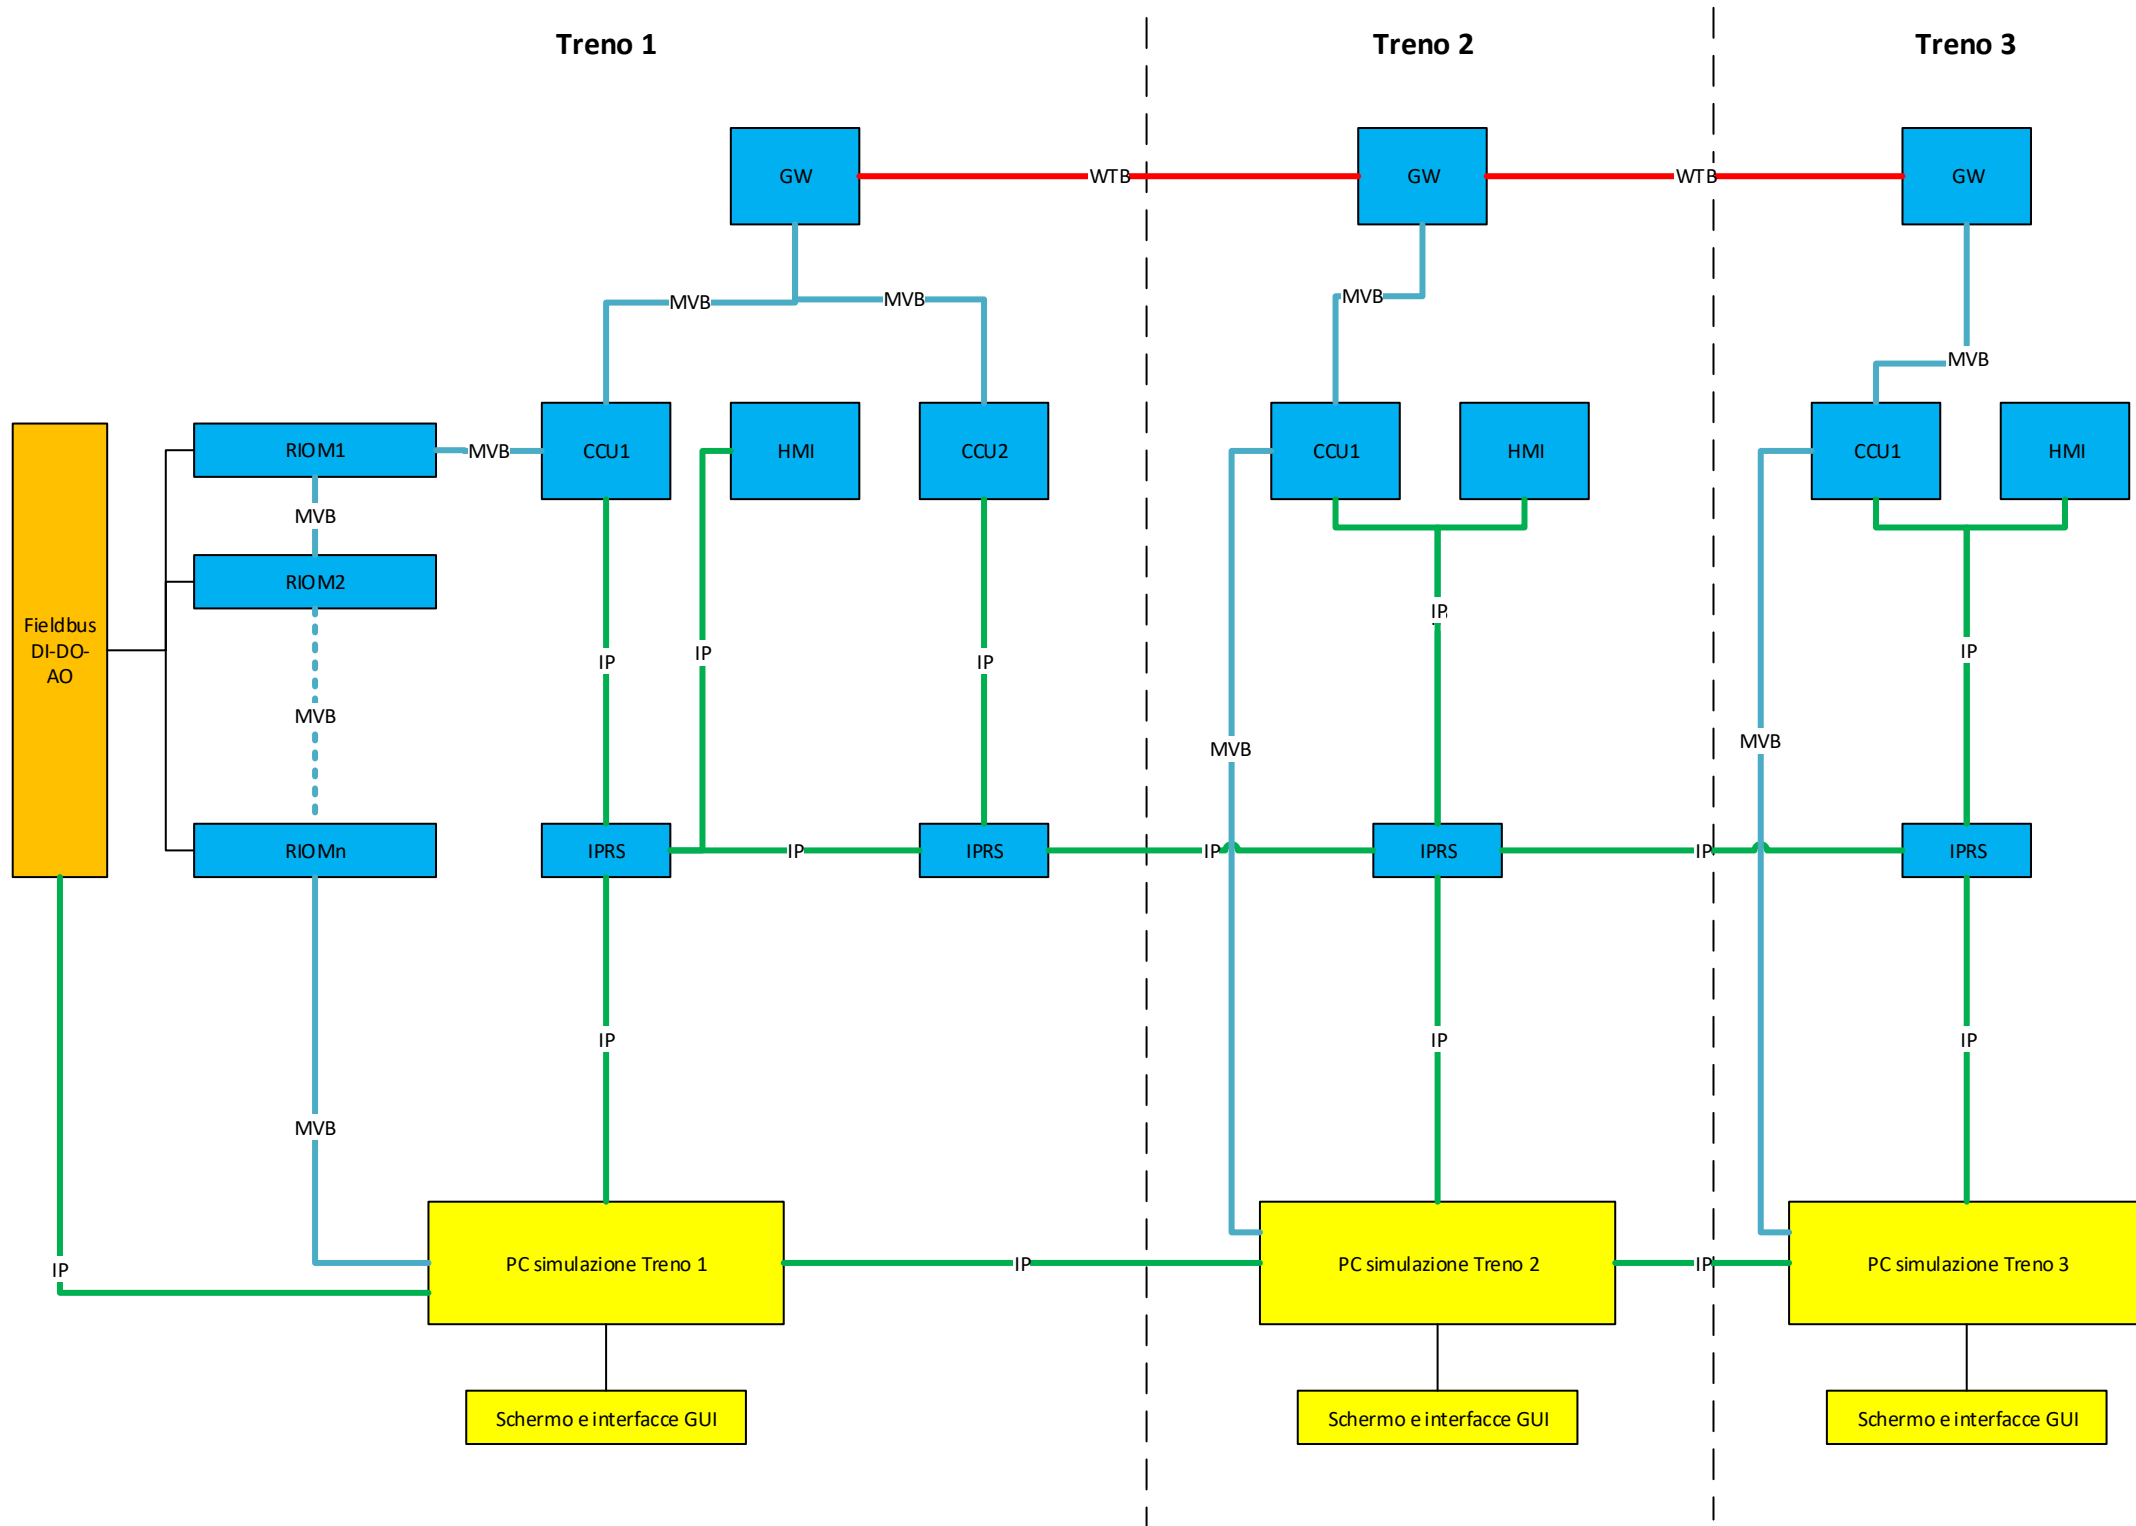 Treno 1
Treno 2
Treno 3
GW
WTB
GW
WTB
GW
MVB
MVB
MVB
MVB
RIOM1
MVB
CCU1
HMI
CCU2
CCU1
HMI
CCU1
HMI
MVB
RIOM2
Fieldbus
DI-DO-
AO
IP
IP
IP
IP
IP
MVB
MVB
MVB
RIOMn
IPRS
IP
IPRS
IP
IPRS
IP
IPRS
IP
IP
IP
MVB
IP
PC simulazione Treno 1
IP
PC simulazione Treno 2
IP
PC simulazione Treno 3
Schermo e interfacce GUI
Schermo e interfacce GUI
Schermo e interfacce GUI